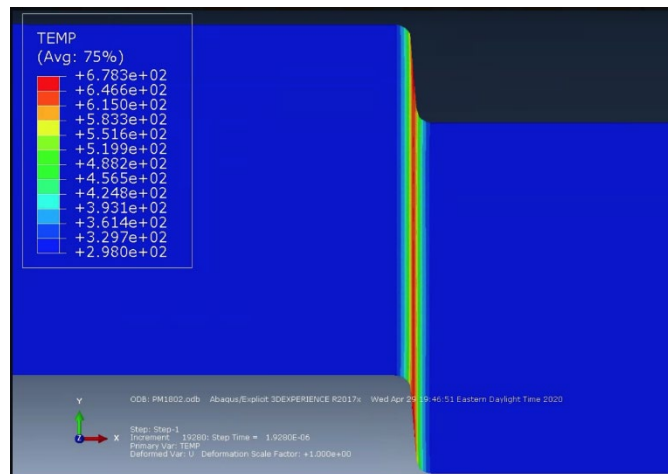 TEMP
(Avg: 75%)
+6.783e+02
+6.466e+02
+6.150e+02
+5.833e+02
+5.516e+02
+5.199e+02
+4.882e+02
+4.565e+02
+4.248e+02
+3.931e+02
+3.614e+02
+3.297e+02
+2.980e+02
ODB: PM1802.odb Abaqus/Explicit 3DEXPERIENCE R2017x Wed Apr 29 19:46:51 Eastern Daylight Time 2020
Y
Z X
Step: Step-1
Increment 19280: Step Time = 1.9280E-06
Primary Var: TEMP
Deformed Var: U Deformation Scale Factor: +1.000e+00